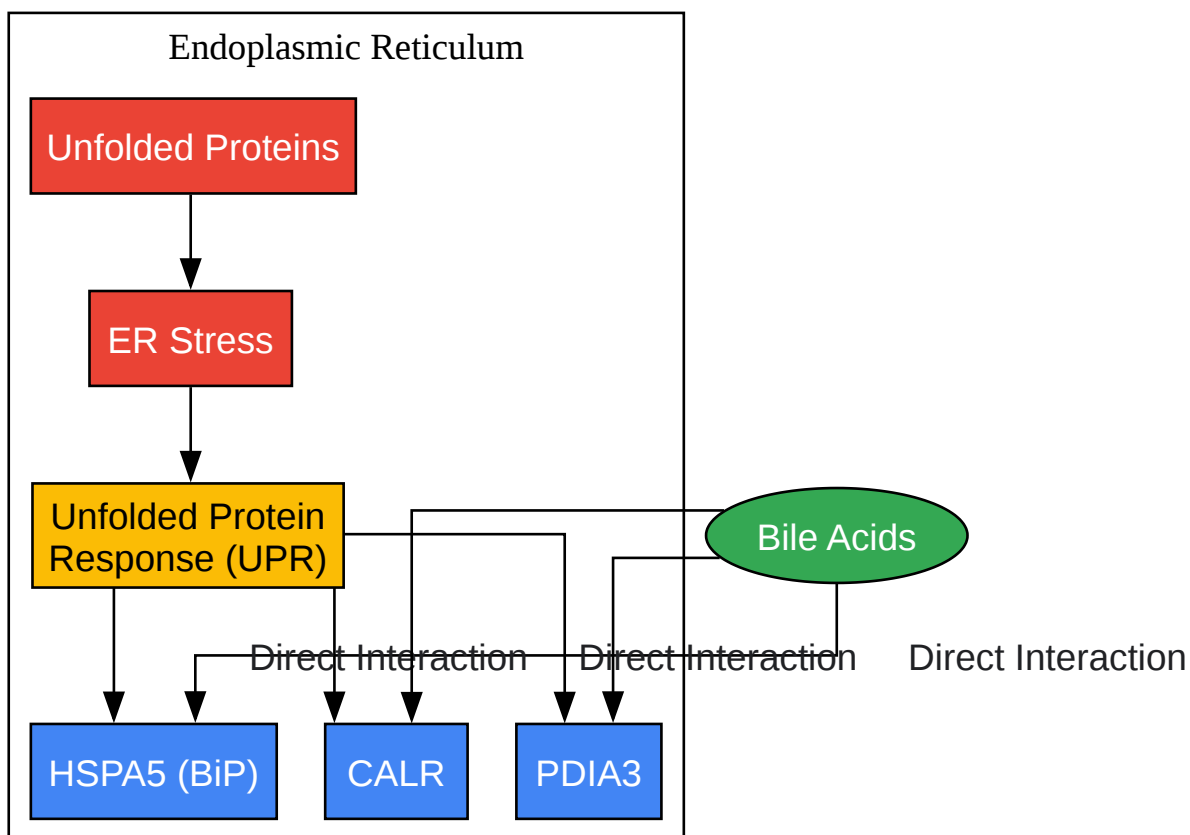 Endoplasmic Reticulum
Unfolded Proteins
ER Stress
Unfolded Protein
Response (UPR)
Bile Acids
Direct Interaction
Direct Interaction
Direct Interaction
HSPA5 (BiP)
CALR
PDIA3